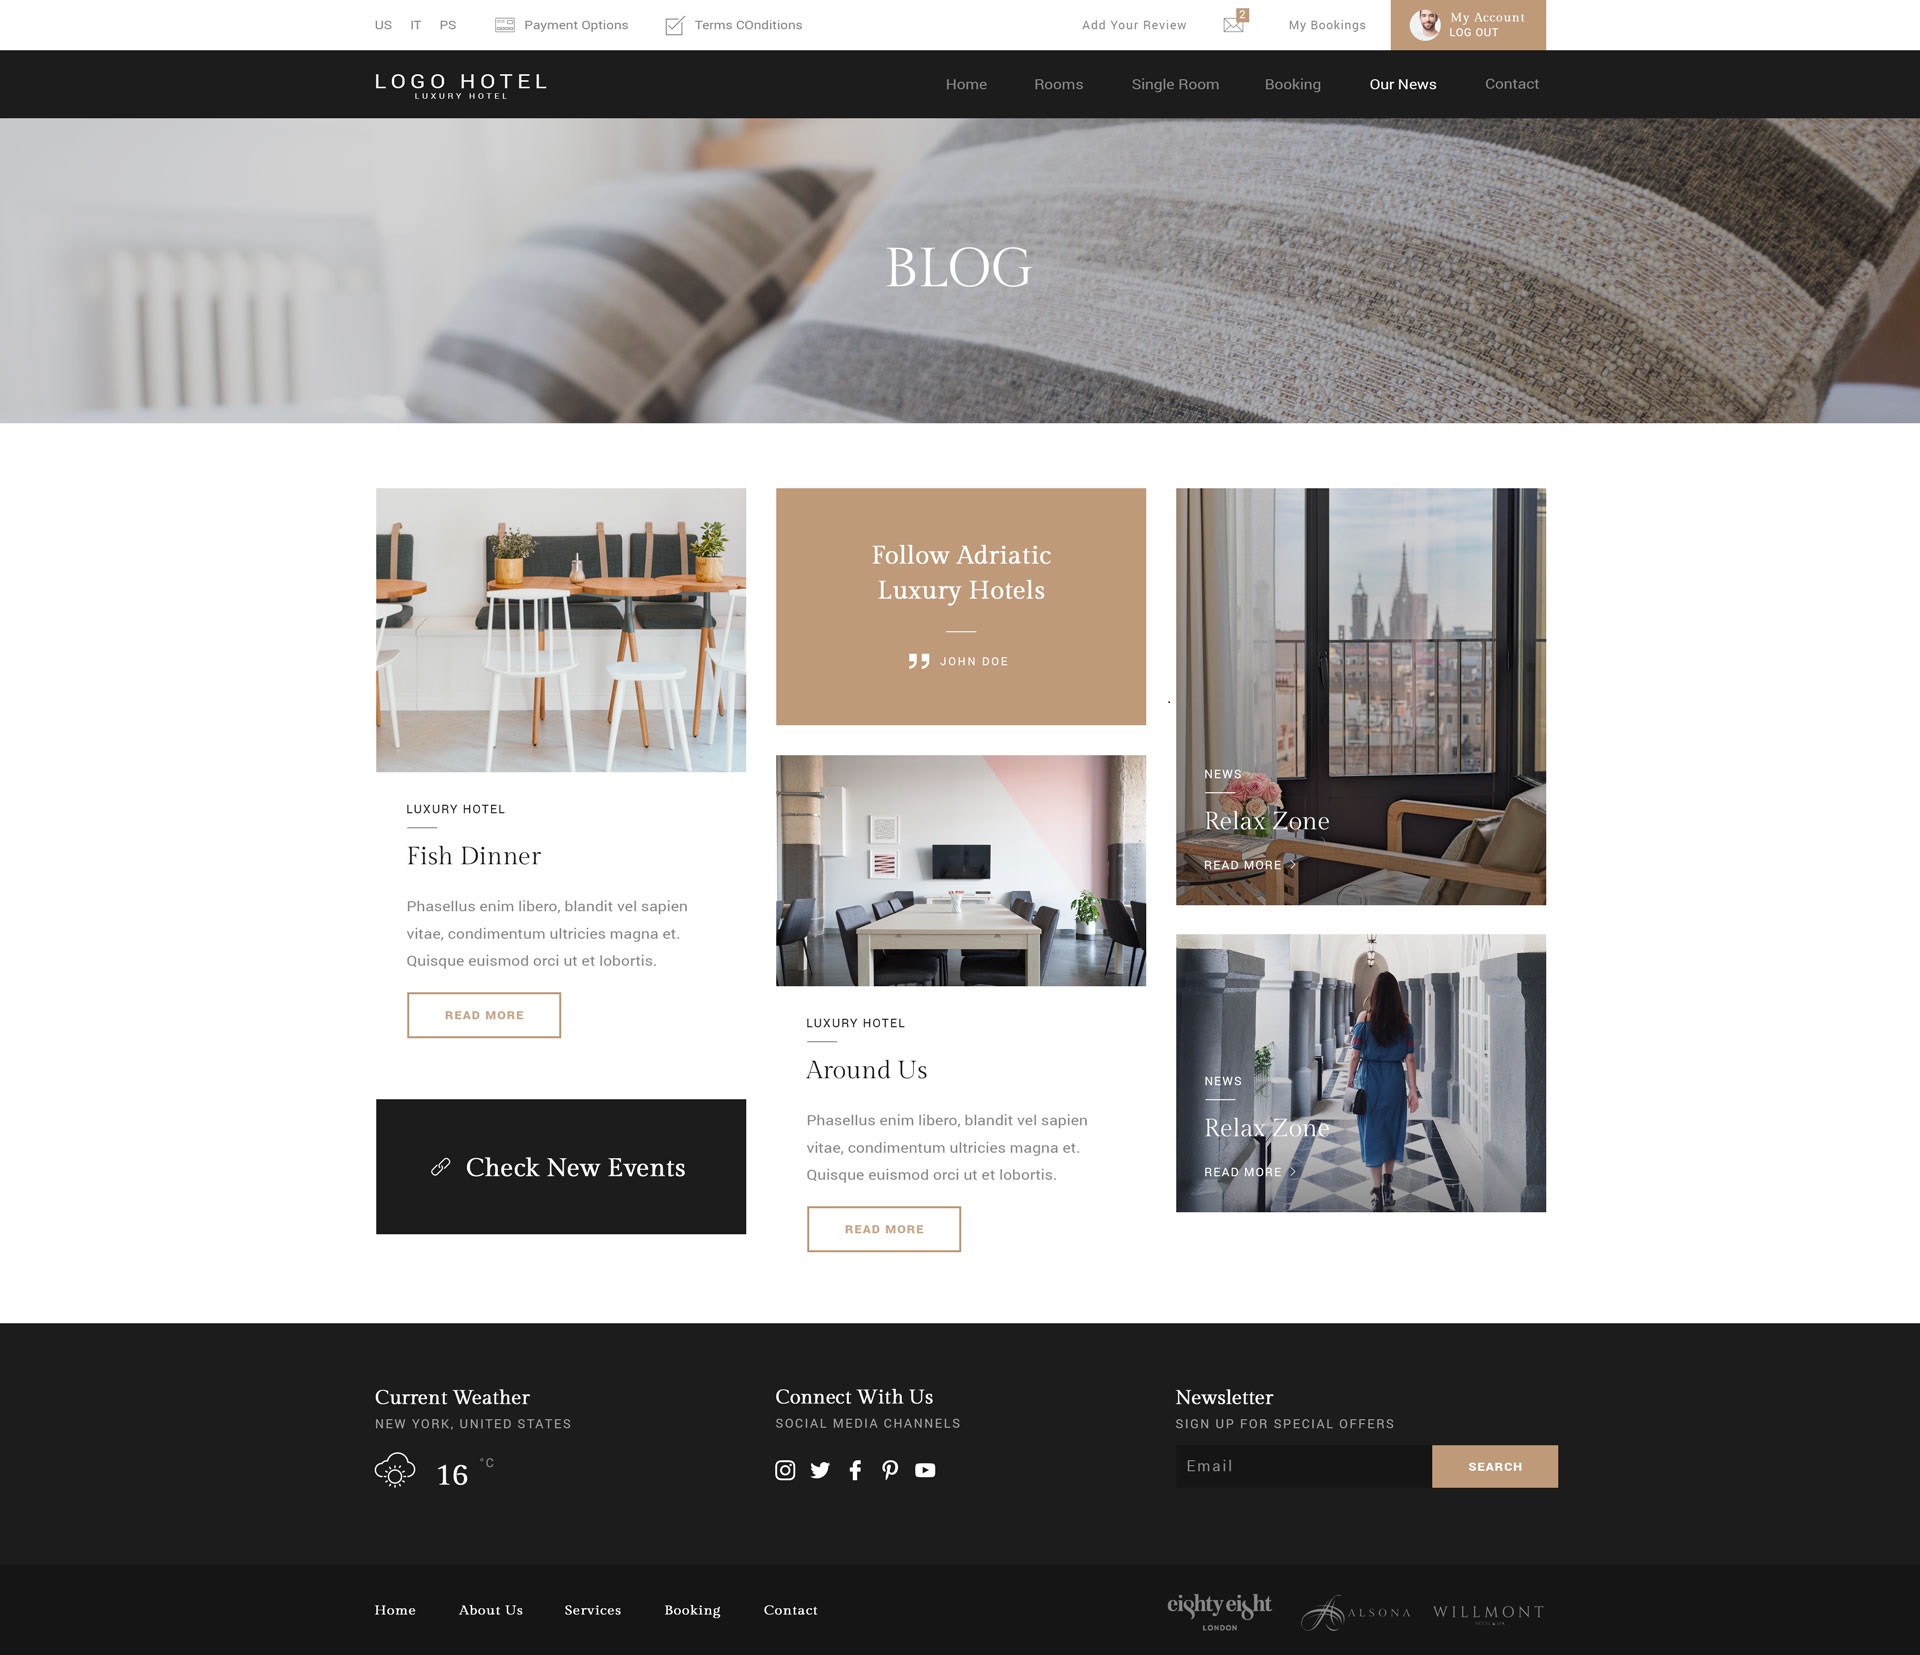 US IT PS Payment Options Terms COnditions Add Your Review 2 My Bookings My Account
LOG OUT
LOGO HOTEL
LUXURY HOTEL
Home Rooms Single Room Booking Our News Contact
BLOG
LUXURY HOTEL
Fish Dinner
Phasellus enim libero, blandit vel sapien
vitae, condimentum ultricies magna et.
Quisque euismod orci ut et lobortis.
READ MORE
Check New Events
Follow Adriatic
Luxury Hotels
JOHN DOE
LUXURY HOTEL
Around Us
Phasellus enim libero, blandit vel sapien
vitae, condimentum ultricies magna et.
Quisque euismod orci ut et lobortis.
READ MORE
NEWS
Relax Zone
READ MORE
NEWS
Relax Zone
READ MORE
Current Weather
NEW YORK, UNITED STATES
16 °C
Connect With Us
SOCIAL MEDIA CHANNELS
Newsletter
SIGN UP FOR SPECIAL OFFERS
Email SEARCH
Home About Us Services Booking Contact
eighty eight
LONDON
ALSONA
WILLMONT